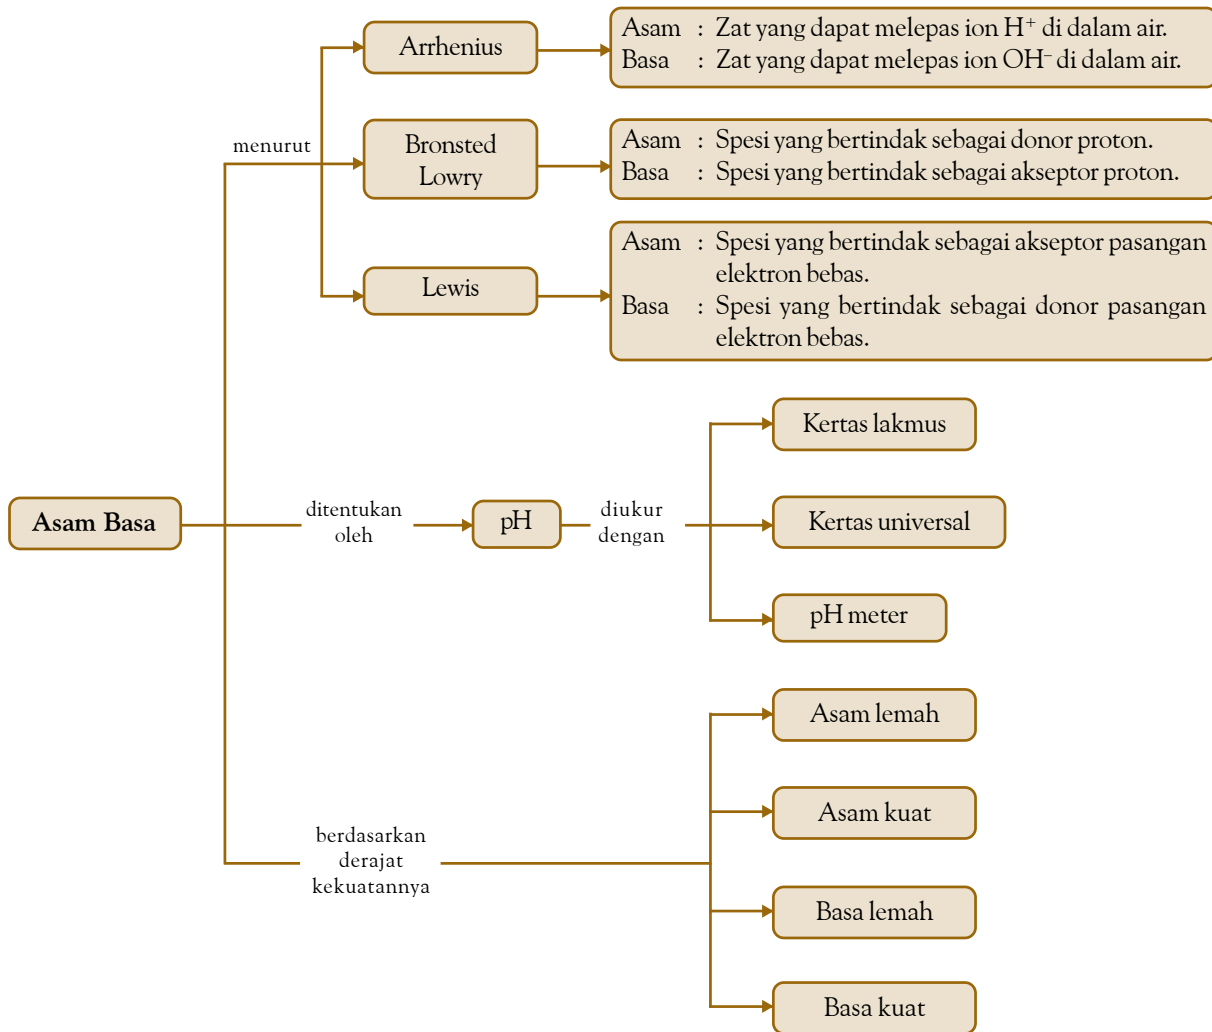 Arrhenius
Asam : Zat yang dapat melepas ion H⁺ di dalam air.
Basa : Zat yang dapat melepas ion OH⁻ di dalam air.
menurut
Bronsted
Lowry
Asam : Spesi yang bertindak sebagai donor proton.
Basa : Spesi yang bertindak sebagai akseptor proton.
Lewis
Asam : Spesi yang bertindak sebagai akseptor pasangan
elektron bebas.
Basa : Spesi yang bertindak sebagai donor pasangan
elektron bebas.
Asam Basa
ditentukan
oleh
pH
diukur
dengan
Kertas lakmus
Kertas universal
pH meter
berdasarkan
derajat
kekuatannya
Asam lemah
Asam kuat
Basa lemah
Basa kuat